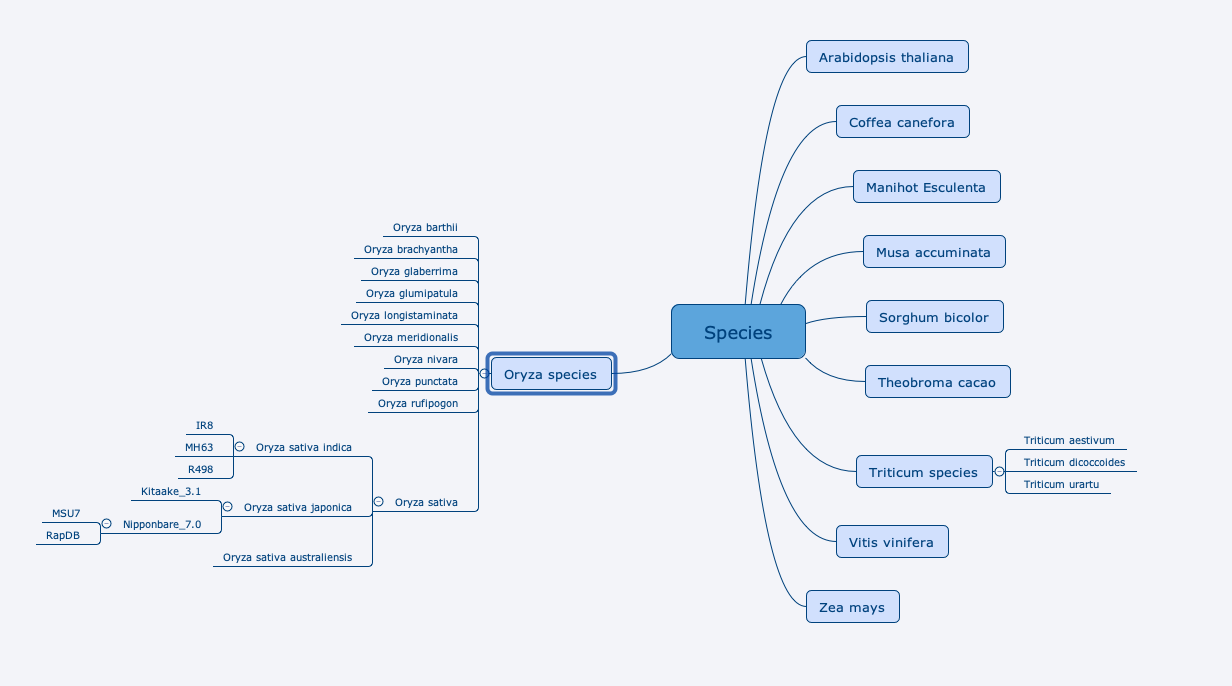 Species
Arabidopsis thaliana
Coffea canefora
Manihot Esculenta
Musa accuminata
Sorghum bicolor
Theobroma cacao
Triticum species
Triticum aestivum
Triticum dicoccoides
Triticum urartu
Vitis vinifera
Zea mays
Oryza species
Oryza barthii
Oryza brachyantha
Oryza glaberrima
Oryza glumipatula
Oryza longistaminata
Oryza meridionalis
Oryza nivara
Oryza punctata
Oryza rufipogon
Oryza sativa
Oryza sativa indica
IR8
MH63
R498
Oryza sativa japonica
Kitaake_3.1
Nipponbare_7.0
MSU7
RapDB
Oryza sativa australiensis